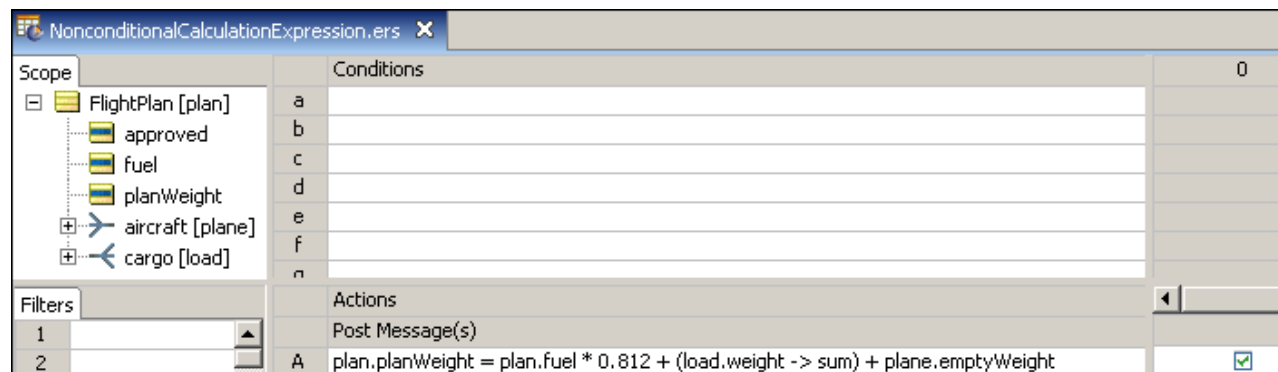 NonconditionalCalculationExpression.ers
Scope
Conditions
0
FlightPlan [plan]
approved
fuel
planWeight
aircraft [plane]
cargo [load]
a
b
c
d
e
f
Filters
Actions
1
Post Message(s)
2
A plan.planWeight = plan.fuel * 0.812 + (load.weight -> sum) + plane.emptyWeight